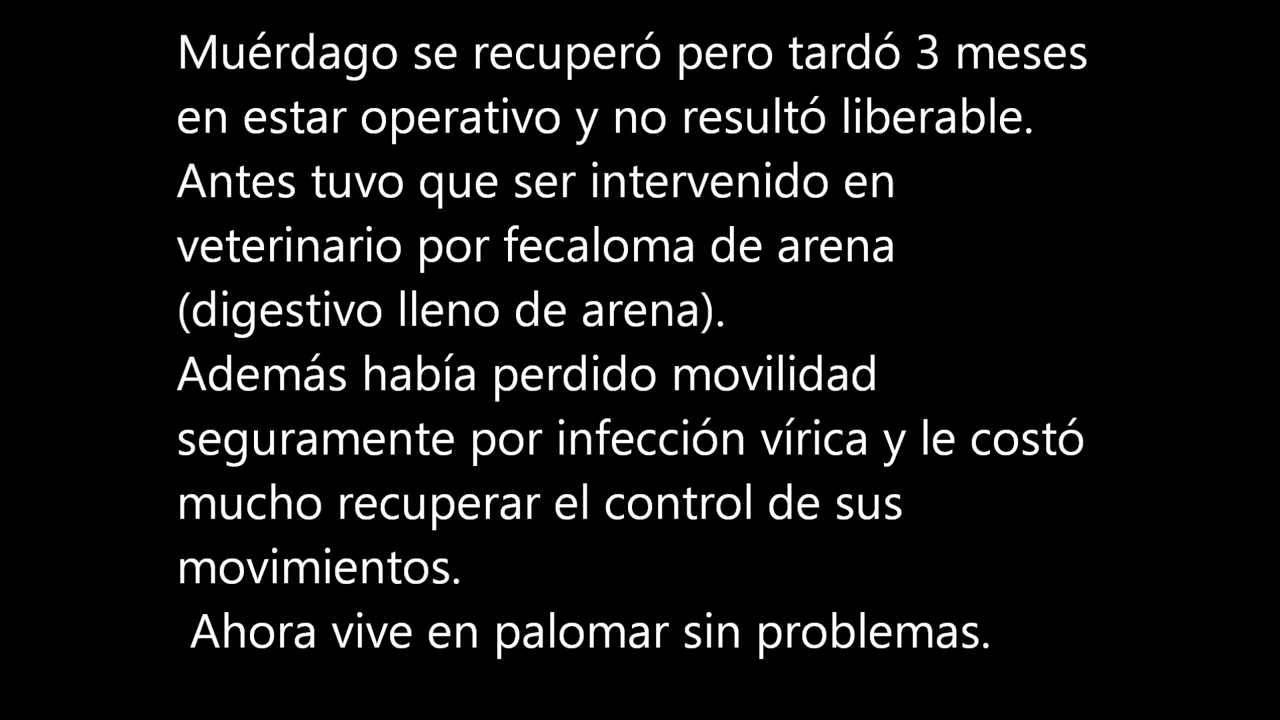 Muérdago se recuperó pero tardó 3 meses
en estar operativo y no resultó liberable.
Antes tuvo que ser intervenido en
veterinario por fecaloma de arena
(digestivo lleno de arena).
Además había perdido movilidad
seguramente por infección vírica y le costó
mucho recuperar el control de sus
movimientos.
Ahora vive en palomar sin problemas.